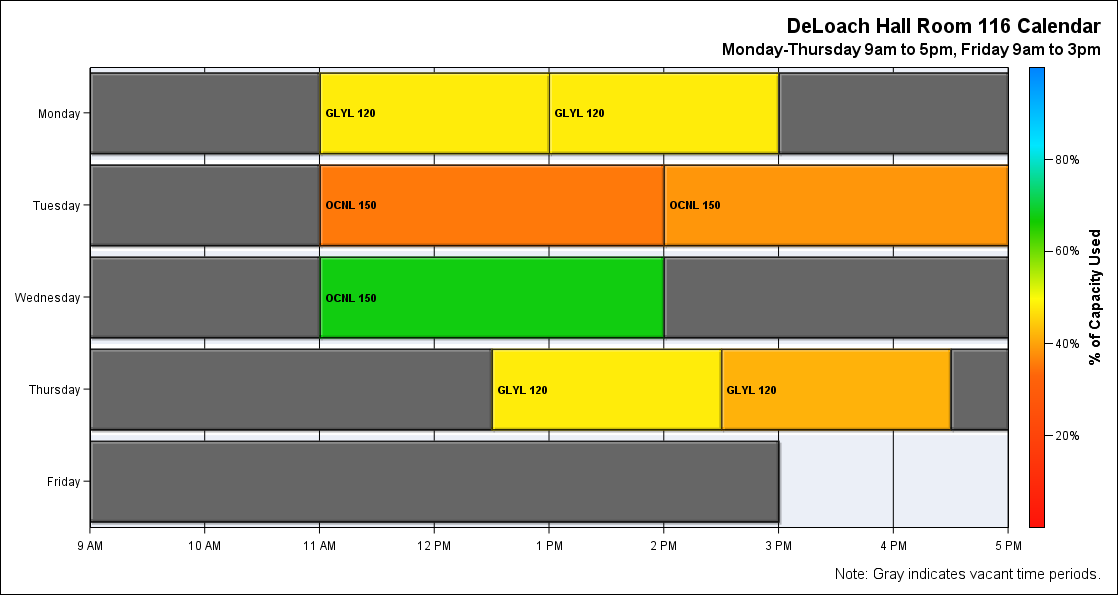 DeLoach Hall Room 116 Calendar
Monday-Thursday 9am to 5pm, Friday 9am to 3pm
Monday
GLYL 120
GLYL 120
Tuesday
OCNL 150
OCNL 150
Wednesday
OCNL 150
Thursday
GLYL 120
GLYL 120
Friday
9 AM
10 AM
11 AM
12 PM
1 PM
2 PM
3 PM
4 PM
5 PM
80%
60%
40%
20%
% of Capacity Used
Note: Gray indicates vacant time periods.